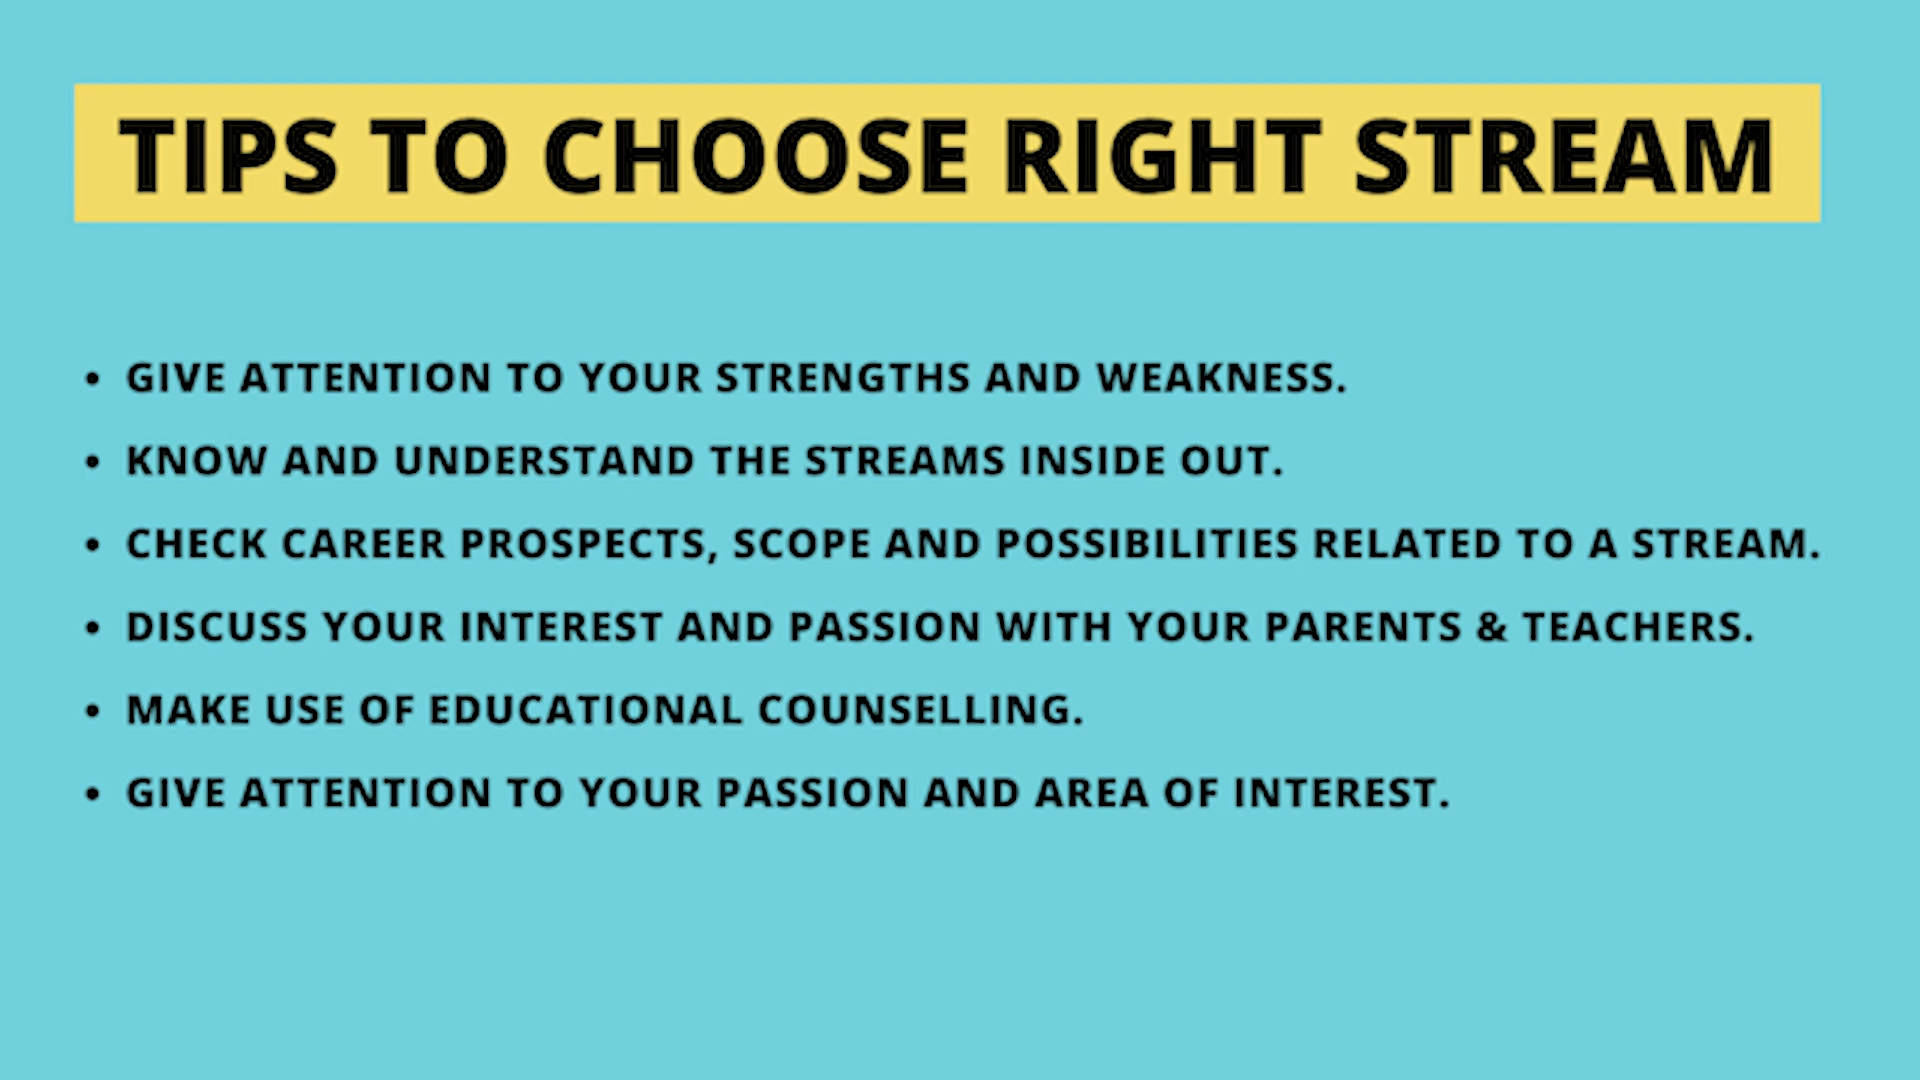 TIPS TO CHOOSE RIGHT STREAM
• GIVE ATTENTION TO YOUR STRENGTHS AND WEAKNESS.
• KNOW AND UNDERSTAND THE STREAMS INSIDE OUT.
• CHECK CAREER PROSPECTS, SCOPE AND POSSIBILITIES RELATED TO A STREAM.
• DISCUSS YOUR INTEREST AND PASSION WITH YOUR PARENTS & TEACHERS.
• MAKE USE OF EDUCATIONAL COUNSELLING.
• GIVE ATTENTION TO YOUR PASSION AND AREA OF INTEREST.